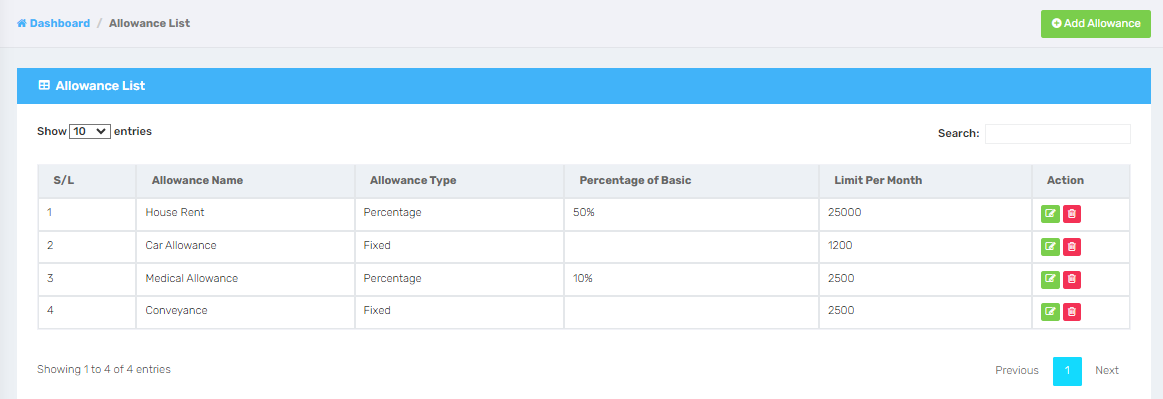 Dashboard / Allowance List
Add Allowance
Allowance List
Show 10 entries
Search:
S/L Allowance Name Allowance Type Percentage of Basic Limit Per Month Action
1 House Rent Percentage 50% 25000
2 Car Allowance Fixed 1200
3 Medical Allowance Percentage 10% 2500
4 Conveyance Fixed 2500
Showing 1 to 4 of 4 entries
Previous 1 Next